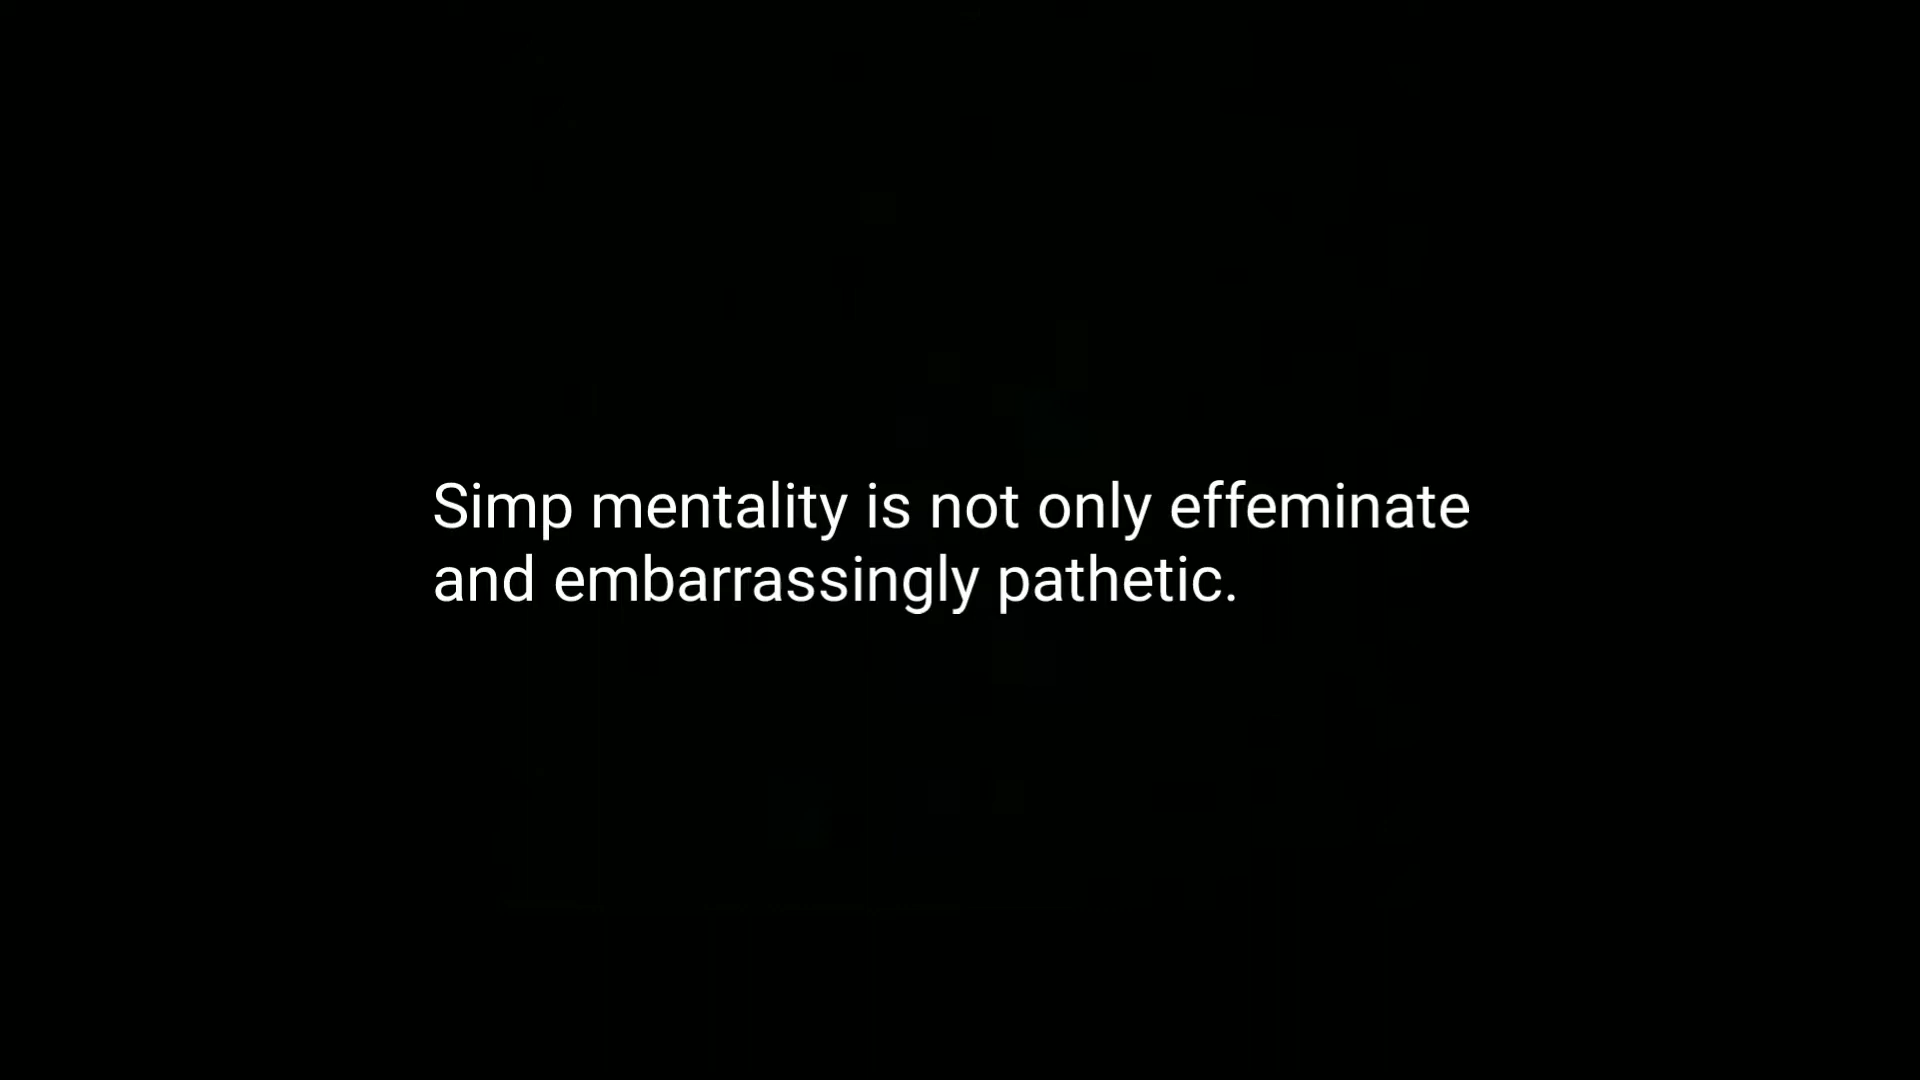 Simp mentality is not only effeminate
and embarrassingly pathetic.